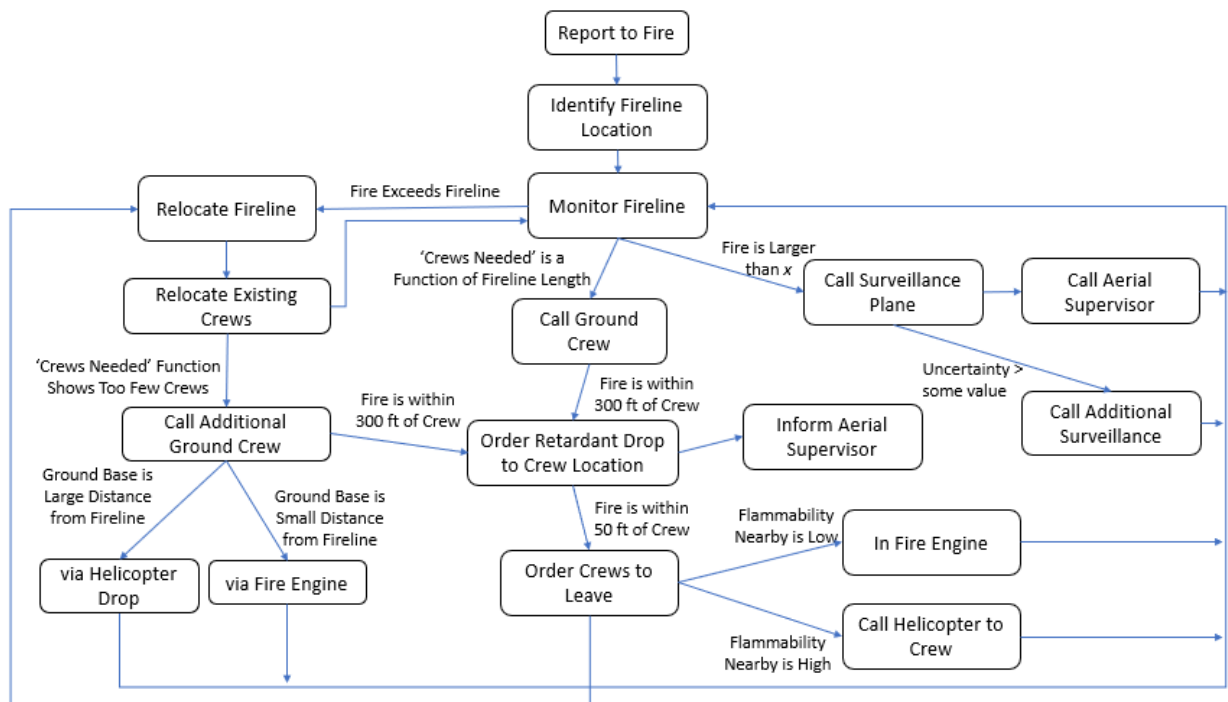 Report to Fire
Identify Fireline
Location
Fire Exceeds Fireline
Relocate Fireline
Monitor Fireline
'Crews Needed' is a
Function of Fireline Length
Fire is Larger
than x
Relocate Existing
Crews
Call Surveillance
Plane
Call Aerial
Supervisor
Call Ground
Crew
'Crews Needed' Function
Shows Too Few Crews
Uncertainty >
some value
Fire is within
300 ft of Crew
Fire is within
300 ft of Crew
Call Additional
Ground Crew
Order Retardant Drop
to Crew Location
Inform Aerial
Supervisor
Call Additional
Surveillance
Ground Base is
Large Distance
from Fireline
Ground Base is
Small Distance
from Fireline
Fire is within
50 ft of Crew
Flammability
Nearby is Low
In Fire Engine
via Helicopter
Drop
via Fire Engine
Order Crews to
Leave
Call Helicopter to
Crew
Flammability
Nearby is High